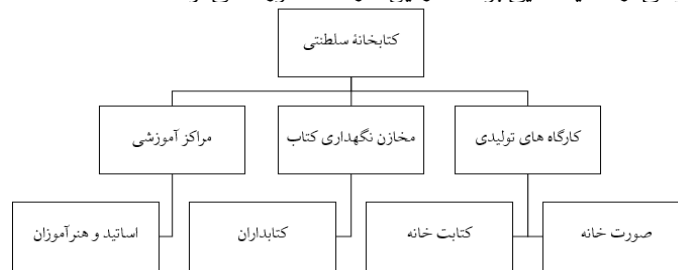 کتابخانهٔ سلطنتی
کارگاه های تولیدی
مخازن نگهداری کتاب
مراکز آموزشی
صورت خانه
کتابت خانه
کتابداران
اساتید و هنرآموزان